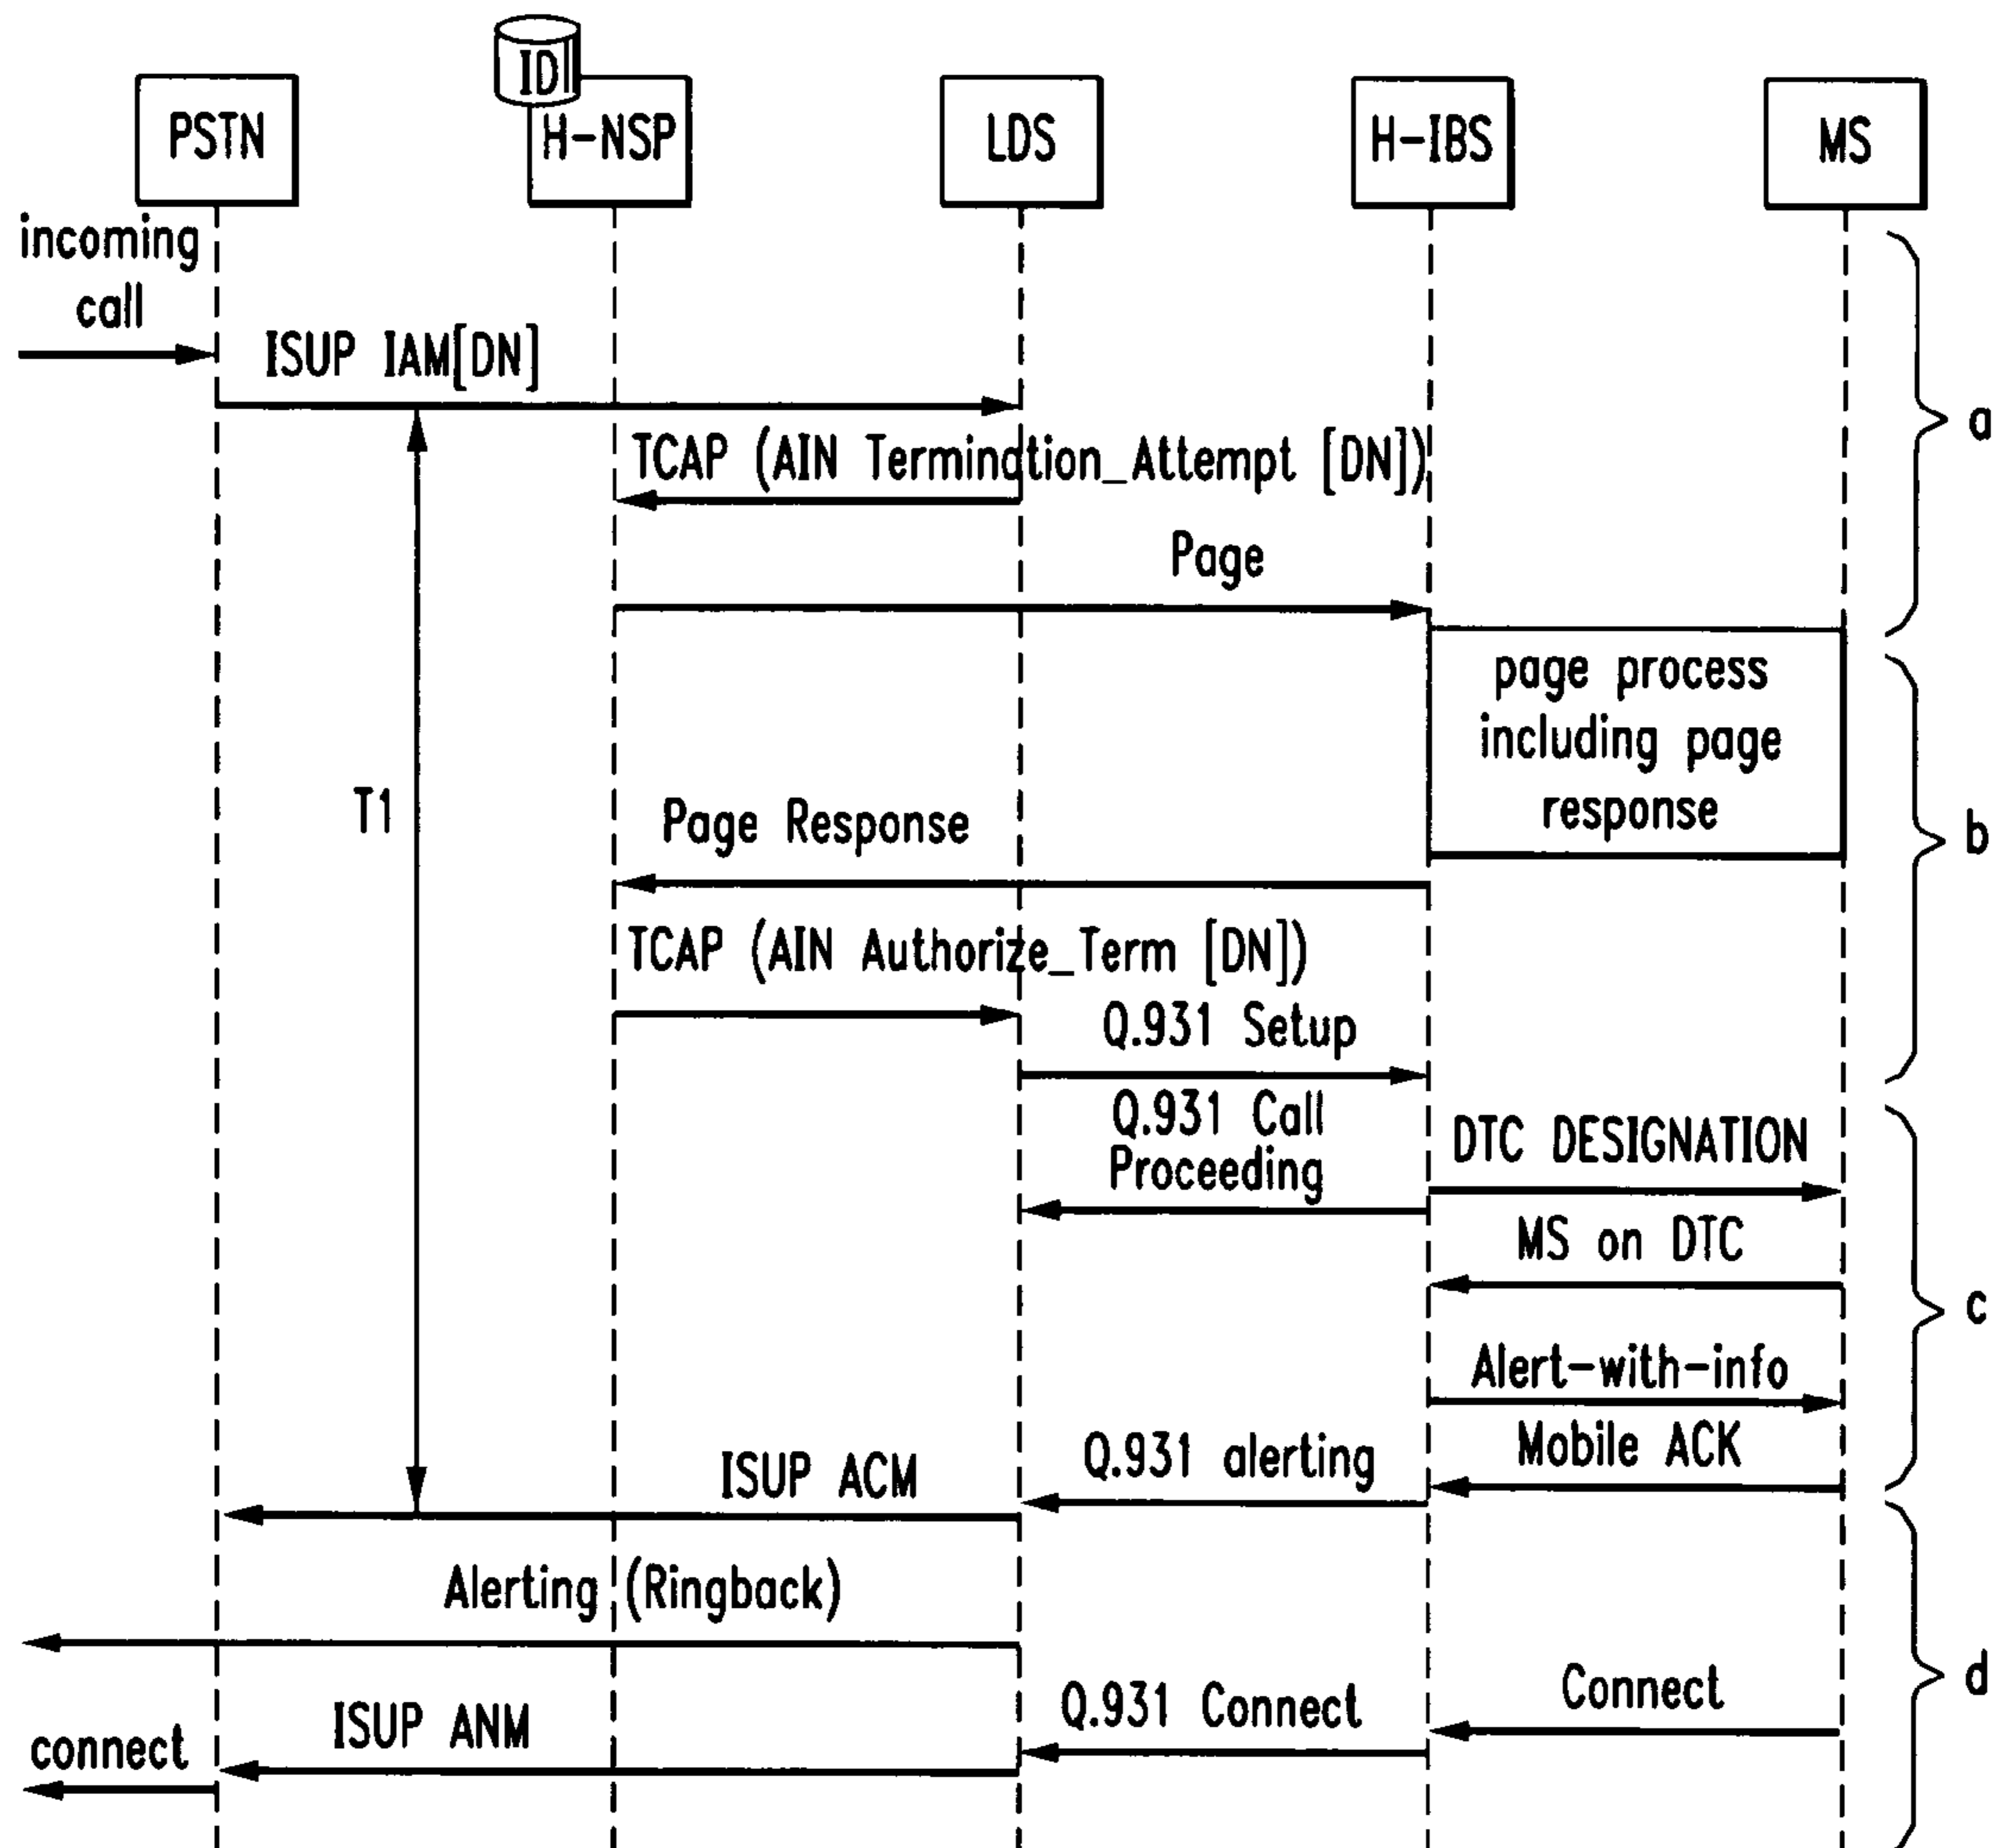 ID
PSTN
H-NSP
LDS
H-IBS
MS
incoming
call
ISUP IAM[DN]
TCAP (AIN Termination_Attempt [DN])
a
Page
page process
including page
response
T1
Page Response
b
TCAP (AIN Authorize_Term [DN])
Q.931 Setup
Q.931 Call
Proceeding
DTC DESIGNATION
MS on DTC
c
Alert-with-info
Mobile ACK
Q.931 alerting
ISUP ACM
Alerting (Ringback)
d
Connect
Q.931 Connect
ISUP ANM
connect